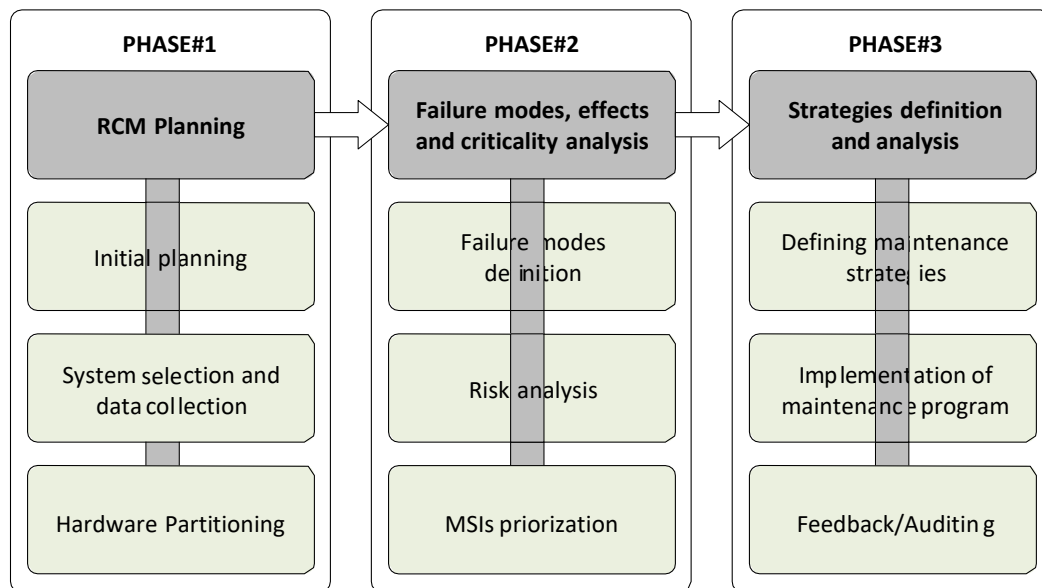 PHASE#1
RCM Planning
Initial planning
System selection and
data collection
Hardware Partitioning
PHASE#2
Failure modes, effects
and criticality analysis
Failure modes
definition
Risk analysis
MSIs priorization
PHASE#3
Strategies definition
and analysis
Defining maintenance
strategies
Implementation of
maintenance program
Feedback/Auditing